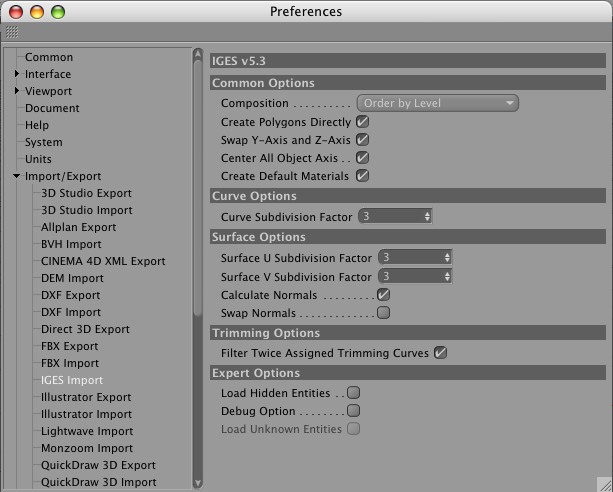 Preferences
Common
Interface
Viewport
Document
Help
System
Units
Import/Export
3D Studio Export
3D Studio Import
Allplan Export
BVH Import
CINEMA 4D XML Export
DEM Import
DXF Export
DXF Import
Direct 3D Export
FBX Export
FBX Import
IGES Import
Illustrator Export
Illustrator Import
Lightwave Import
Monzoom Import
QuickDraw 3D Export
QuickDraw 3D Import
IGES v5.3
Common Options
Composition . . . . . . . . . . Order by Level
Create Polygons Directly
Swap Y-Axis and Z-Axis
Center All Object Axis . .
Create Default Materials
Curve Options
Curve Subdivision Factor 3
Surface Options
Surface U Subdivision Factor 3
Surface V Subdivision Factor 3
Calculate Normals . . . . . . . . .
Swap Normals . . . . . . . . . . . . .
Trimming Options
Filter Twice Assigned Trimming Curves
Expert Options
Load Hidden Entities . .
Debug Option . . . . . . . .
Load Unknown Entities